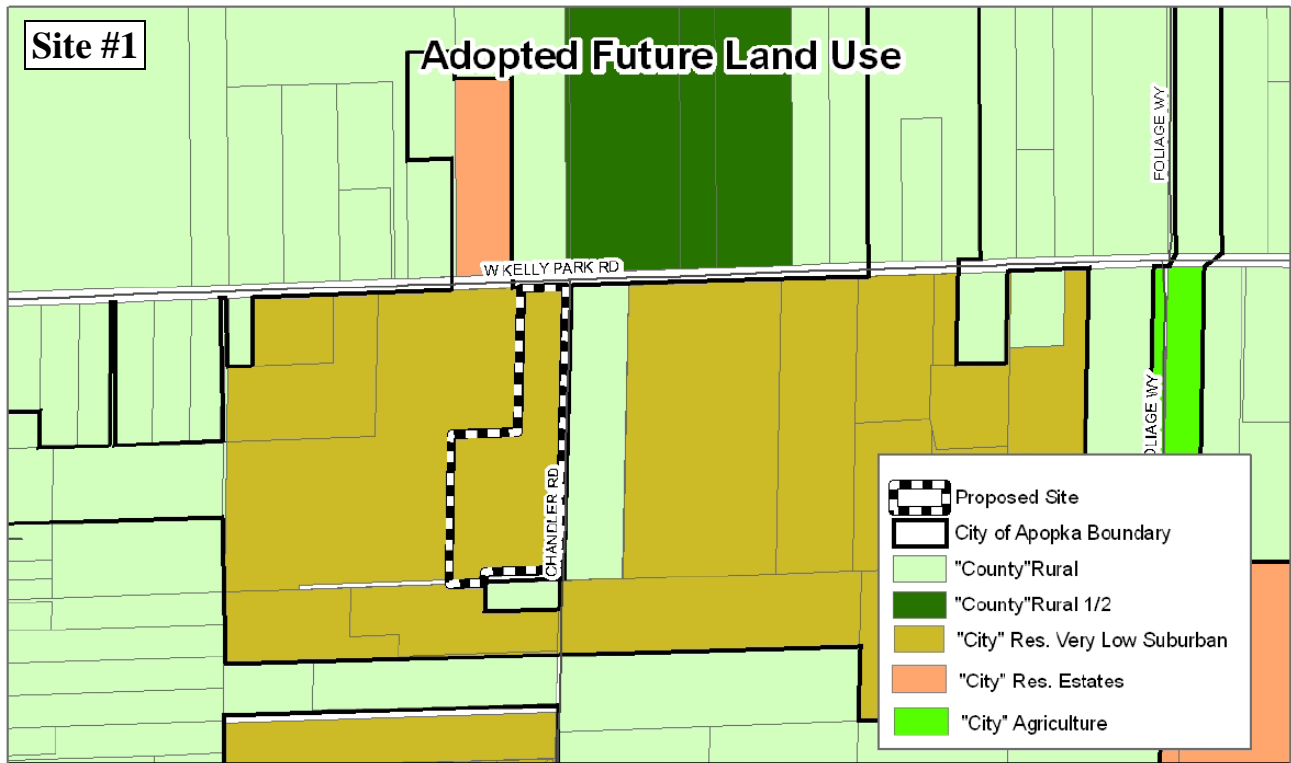 Site #1
Adopted Future Land Use
FOLIAGE WY
W KELLY PARK RD
CHANDLER RD
OLIAGE WY
Proposed Site
City of Apopka Boundary
"County"Rural
"County"Rural 1/2
"City" Res. Very Low Suburban
"City" Res. Estates
"City" Agriculture